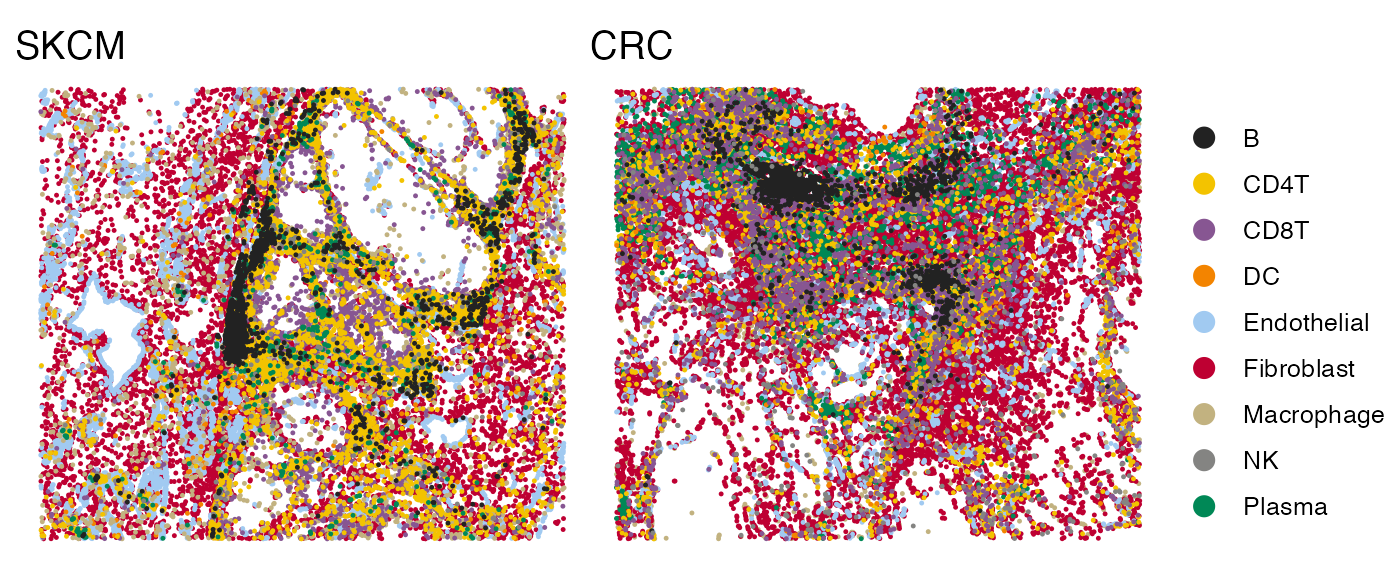 SKCM
CRC
B
CD4T
CD8T
DC
Endothelial
Fibroblast
Macrophage
NK
Plasma